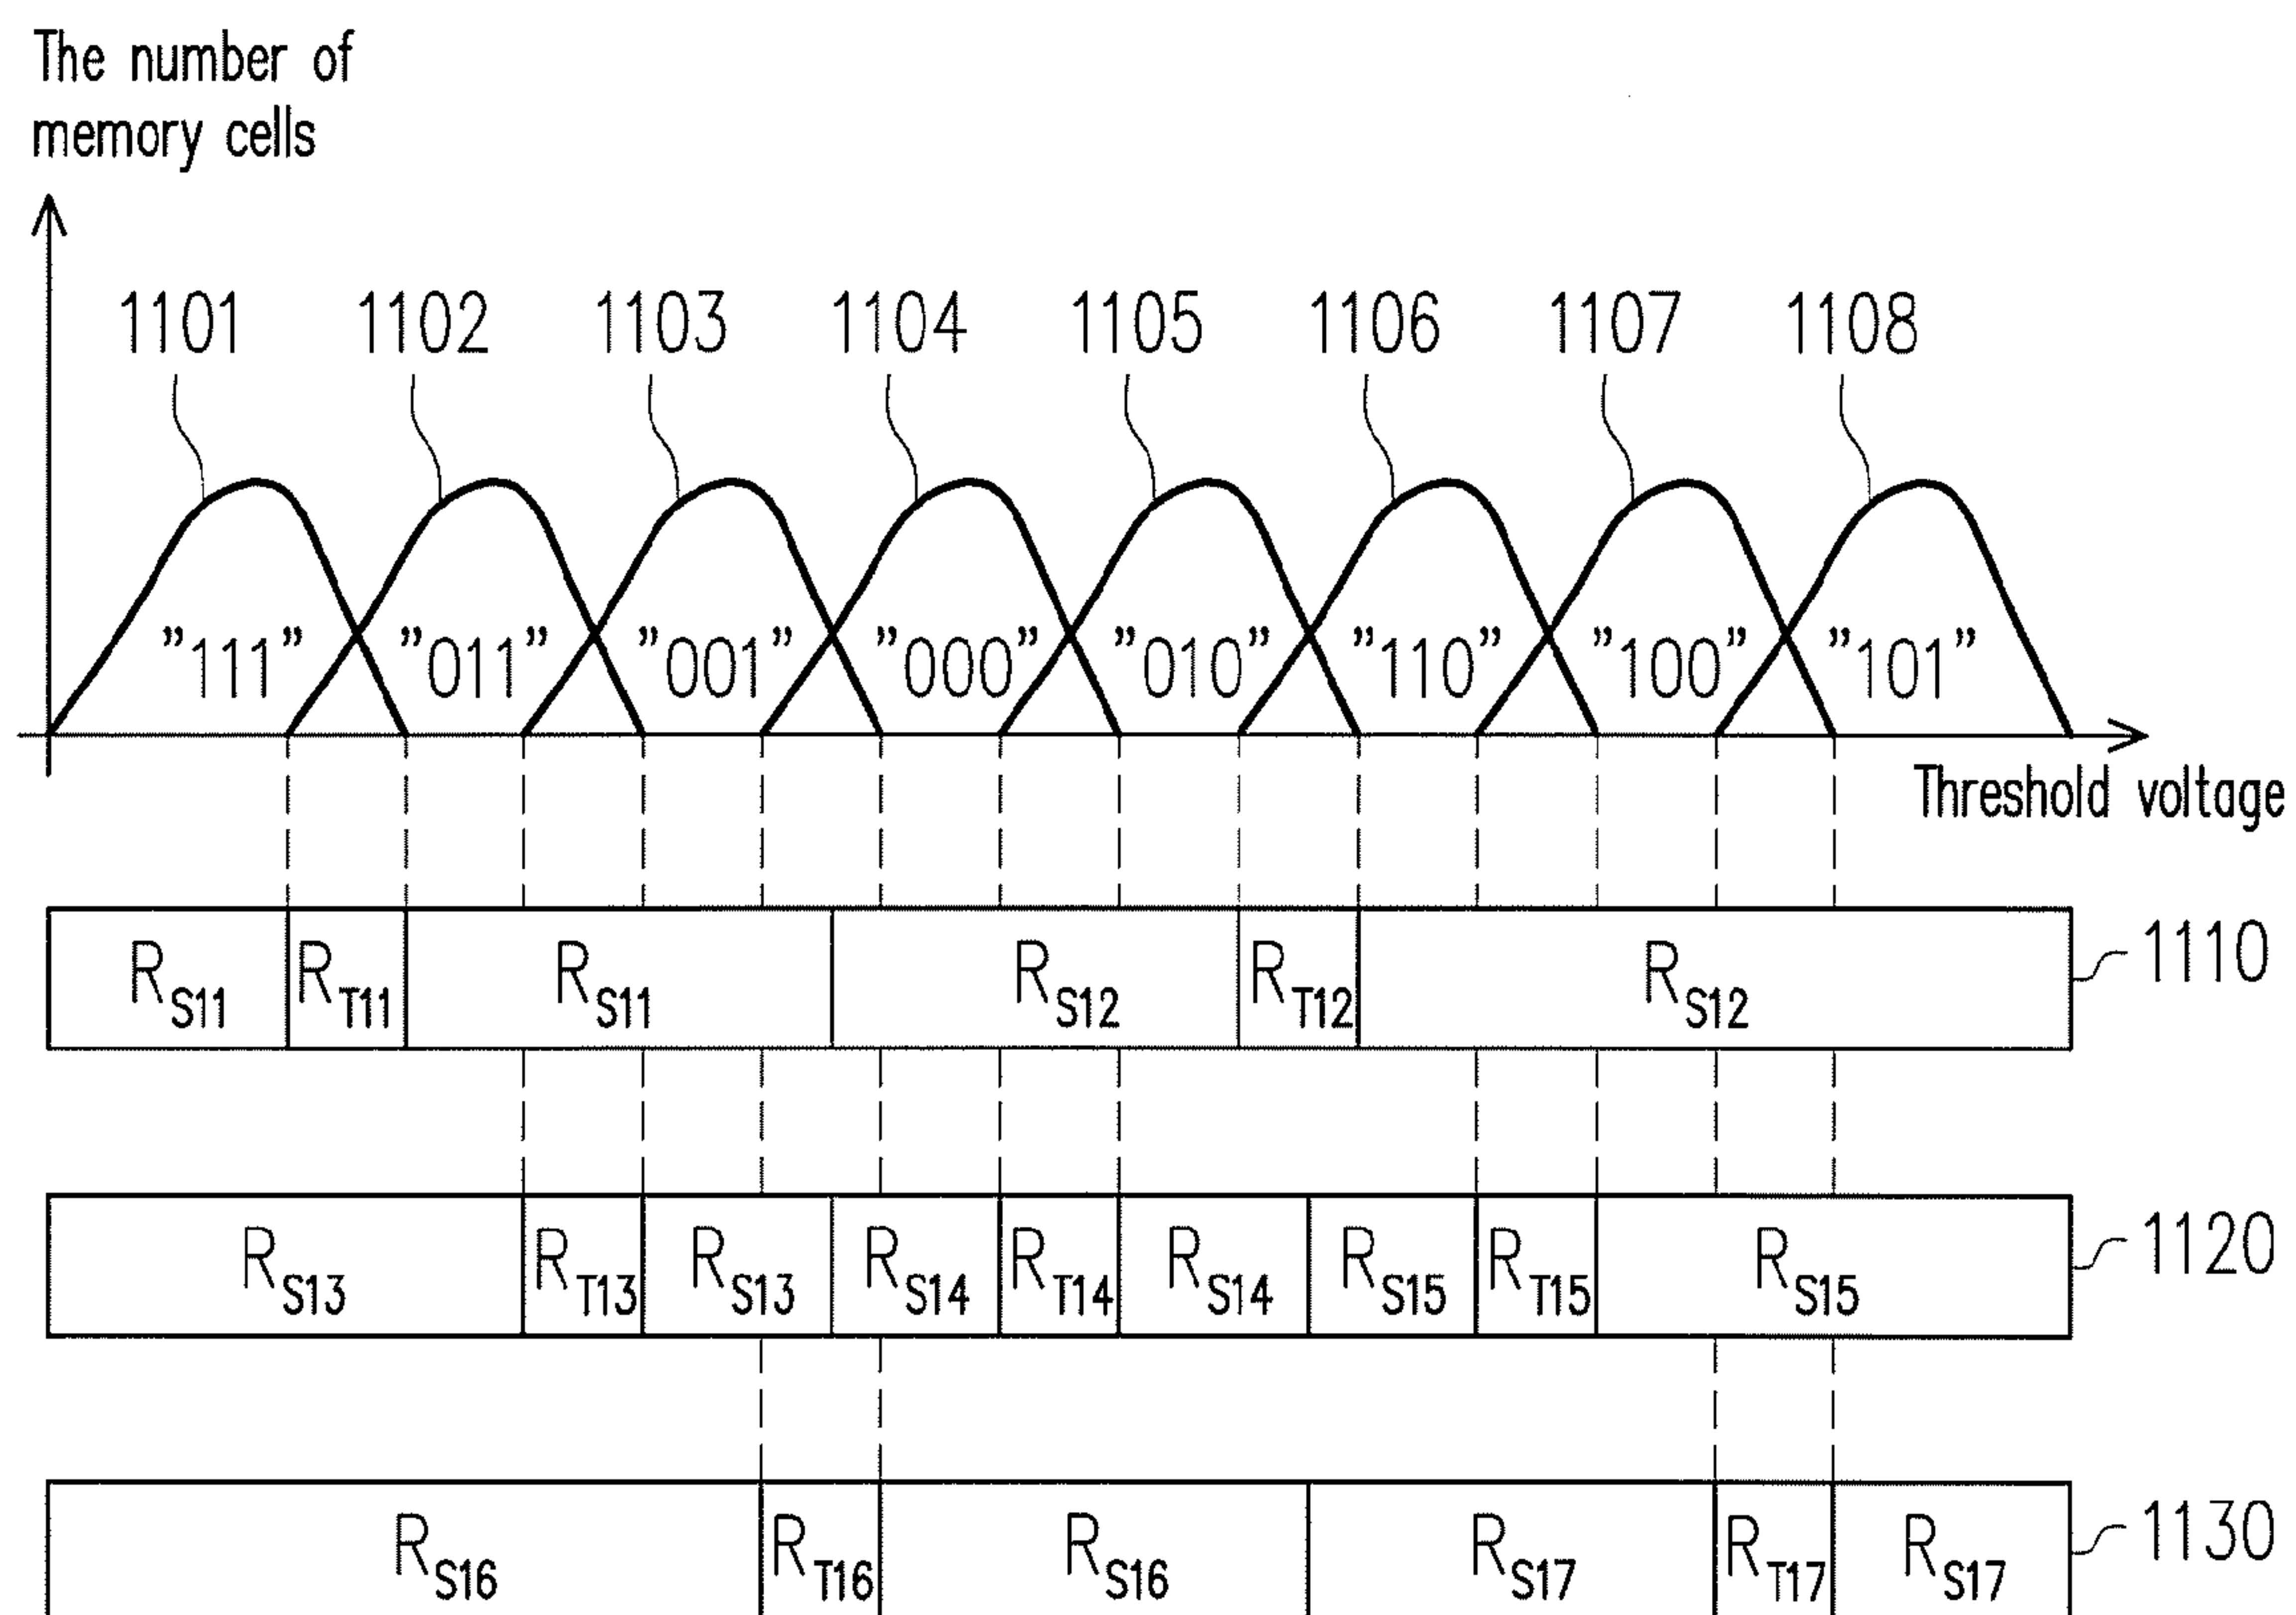 The number of
memory cells
1101 1102 1103 1104 1105 1106 1107 1108
"111" "011" "001" "000" "010" "110" "100" "101"
Threshold voltage
RS11 RT11 RS11 RS12 RT12 RS12 1110
RS13 RT13 RS13 RS14 RT14 RS14 RS15 RT15 RS15 1120
RS16 RT16 RS16 RS17 RT17 RS17 1130